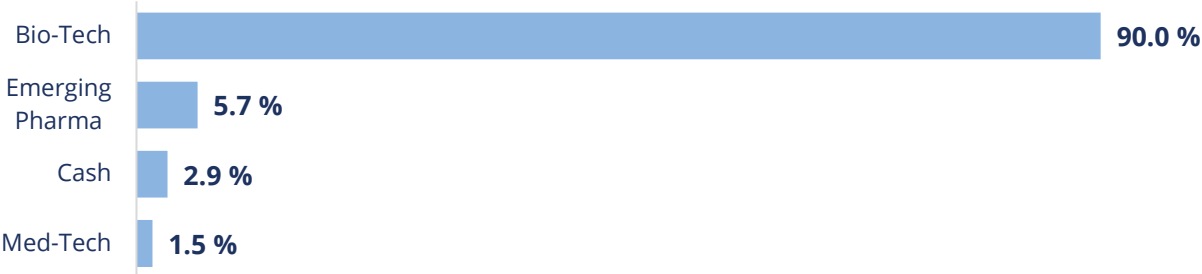 Bio-Tech 90.0 %
Emerging
Pharma 5.7 %
Cash 2.9 %
Med-Tech 1.5 %